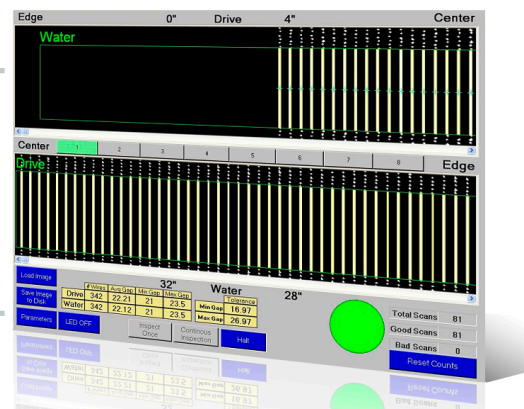 Edge 0" Drive 4" Center
Water
Center 1 2 3 4 5 6 7 8 Edge
Drive
32" Water 28"
Load Image
Save Image to Disk
Parameters
LED OFF
# Wires Avg Gap Min Gap Max Gap
Drive 342 22.21 21 23.5
Water 342 22.12 21 23.5
Tolerance
Min Gap 16.97
Max Gap 26.97
Inspect Once
Continous Inspection
Halt
Total Scans 81
Good Scans 81
Bad Scans 0
Reset Counts